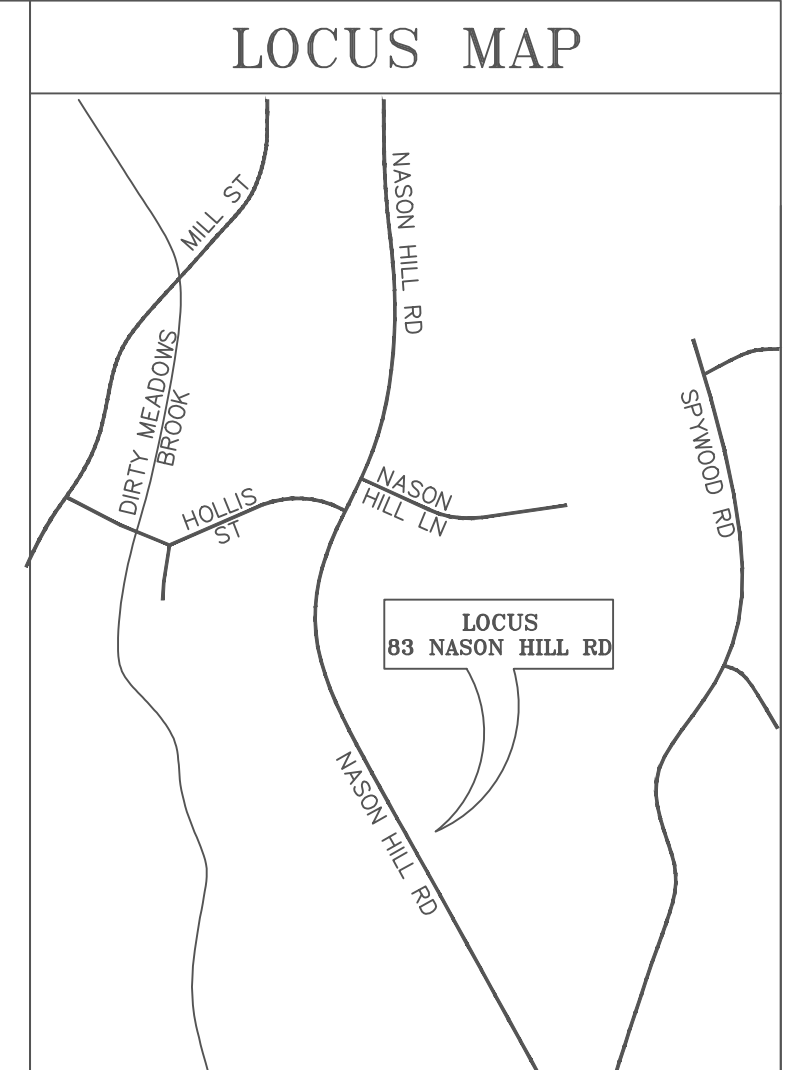 LOCUS MAP
MILL ST
NASON HILL RD
DIRTY MEADOWS
BROOK
SPYWOOD RD
HOLLIS
ST
NASON
HILL LN
LOCUS
83 NASON HILL RD
NASON HILL RD